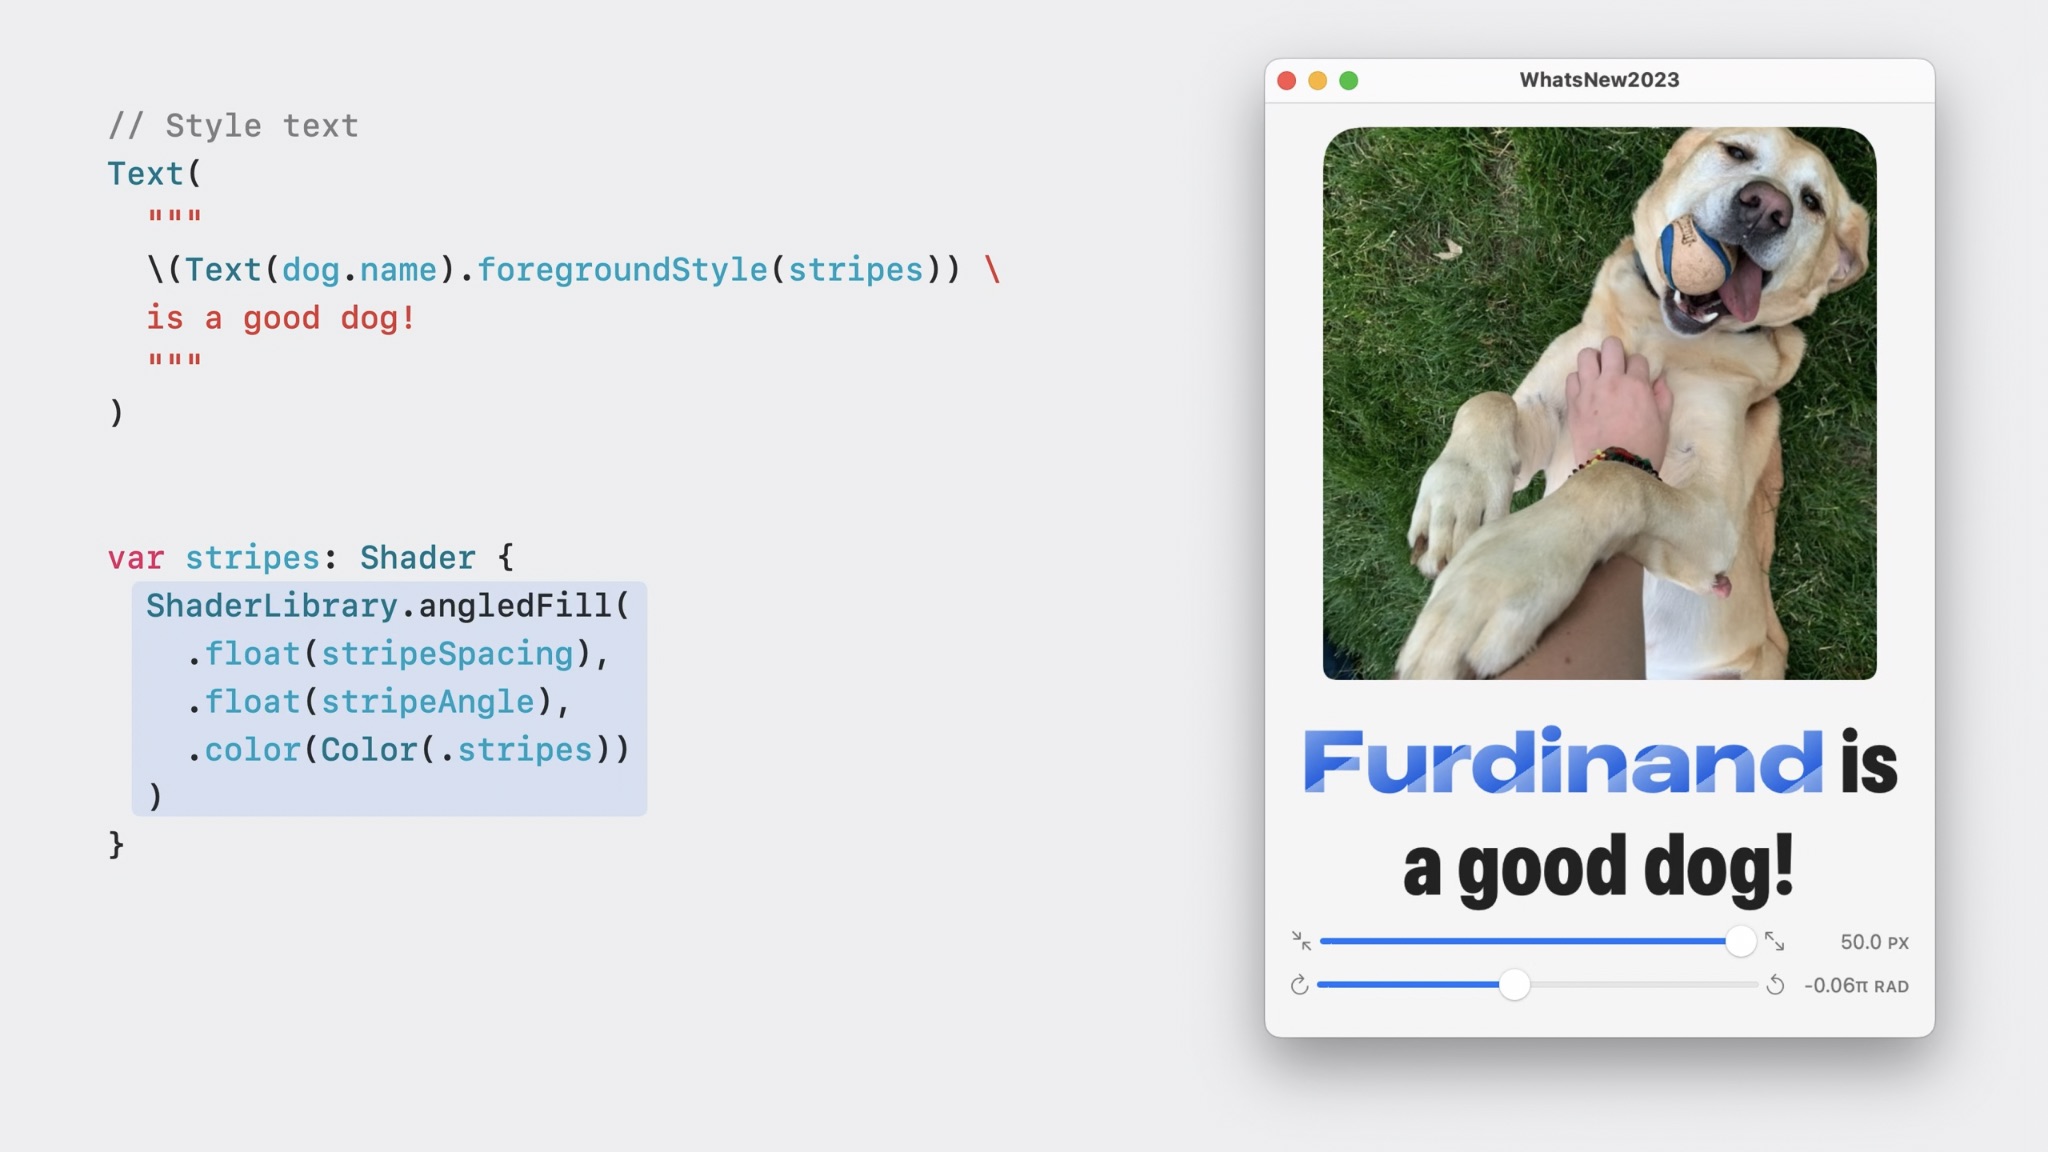 // Style text
Text(
"""
\(Text(dog.name).foregroundStyle(stripes)) \
is a good dog!
"""
)
var stripes: Shader {
ShaderLibrary.angledFill(
.float(stripeSpacing),
.float(stripeAngle),
.color(Color(.stripes))
)
}
WhatsNew2023
Furdinand is
a good dog!
50.0 PX
-0.06π RAD